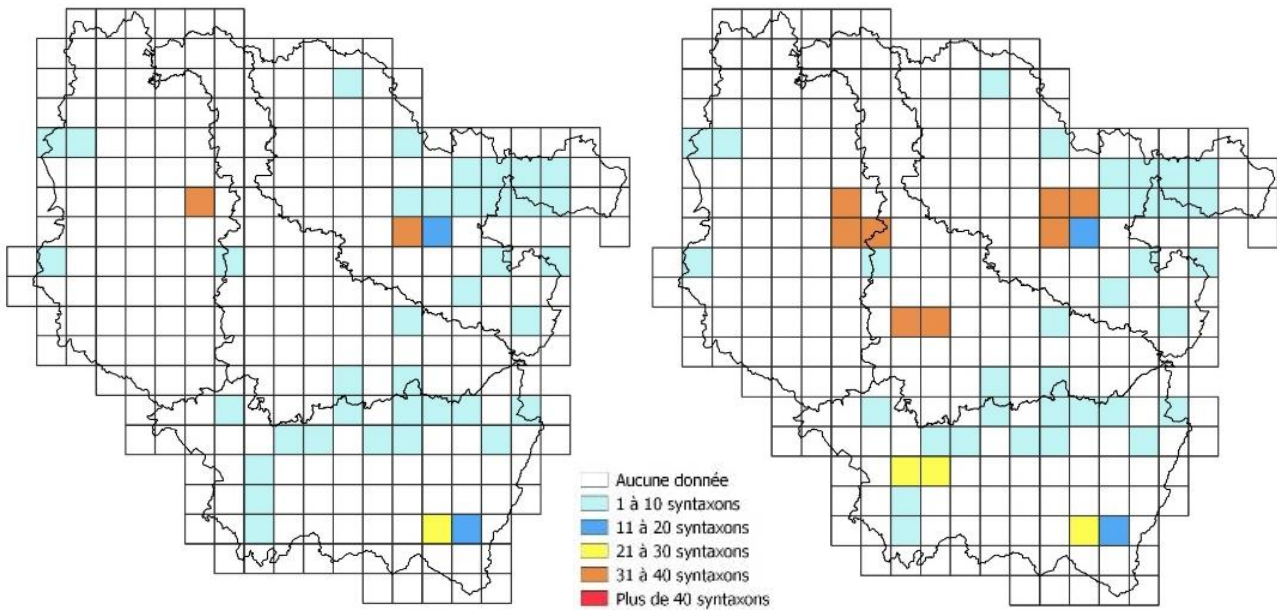 Aucune donnée
1 à 10 syntaxons
11 à 20 syntaxons
21 à 30 syntaxons
31 à 40 syntaxons
Plus de 40 syntaxons